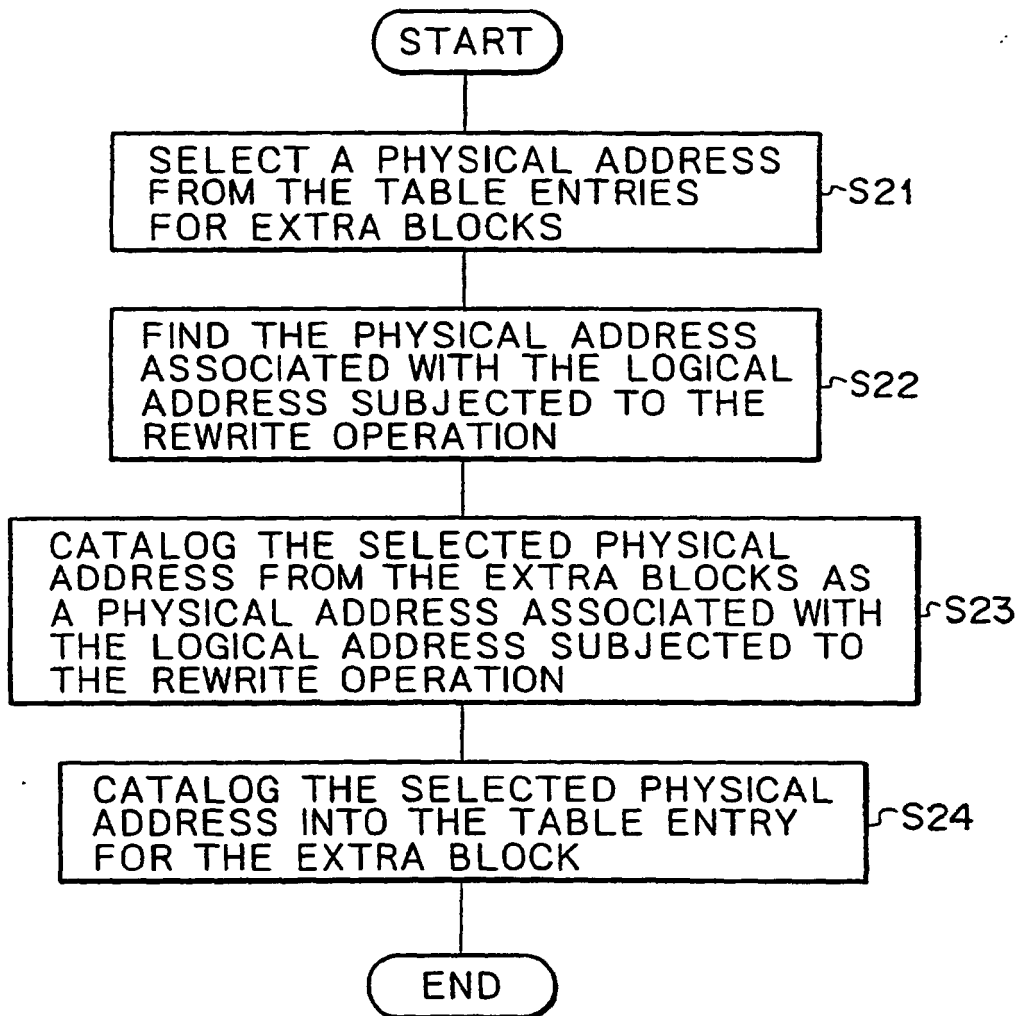 START
SELECT A PHYSICAL ADDRESS
FROM THE TABLE ENTRIES
FOR EXTRA BLOCKS
S21
FIND THE PHYSICAL ADDRESS
ASSOCIATED WITH THE LOGICAL
ADDRESS SUBJECTED TO THE
REWRITE OPERATION
S22
CATALOG THE SELECTED PHYSICAL
ADDRESS FROM THE EXTRA BLOCKS AS
A PHYSICAL ADDRESS ASSOCIATED WITH
THE LOGICAL ADDRESS SUBJECTED TO
THE REWRITE OPERATION
S23
CATALOG THE SELECTED PHYSICAL
ADDRESS INTO THE TABLE ENTRY
FOR THE EXTRA BLOCK
S24
END